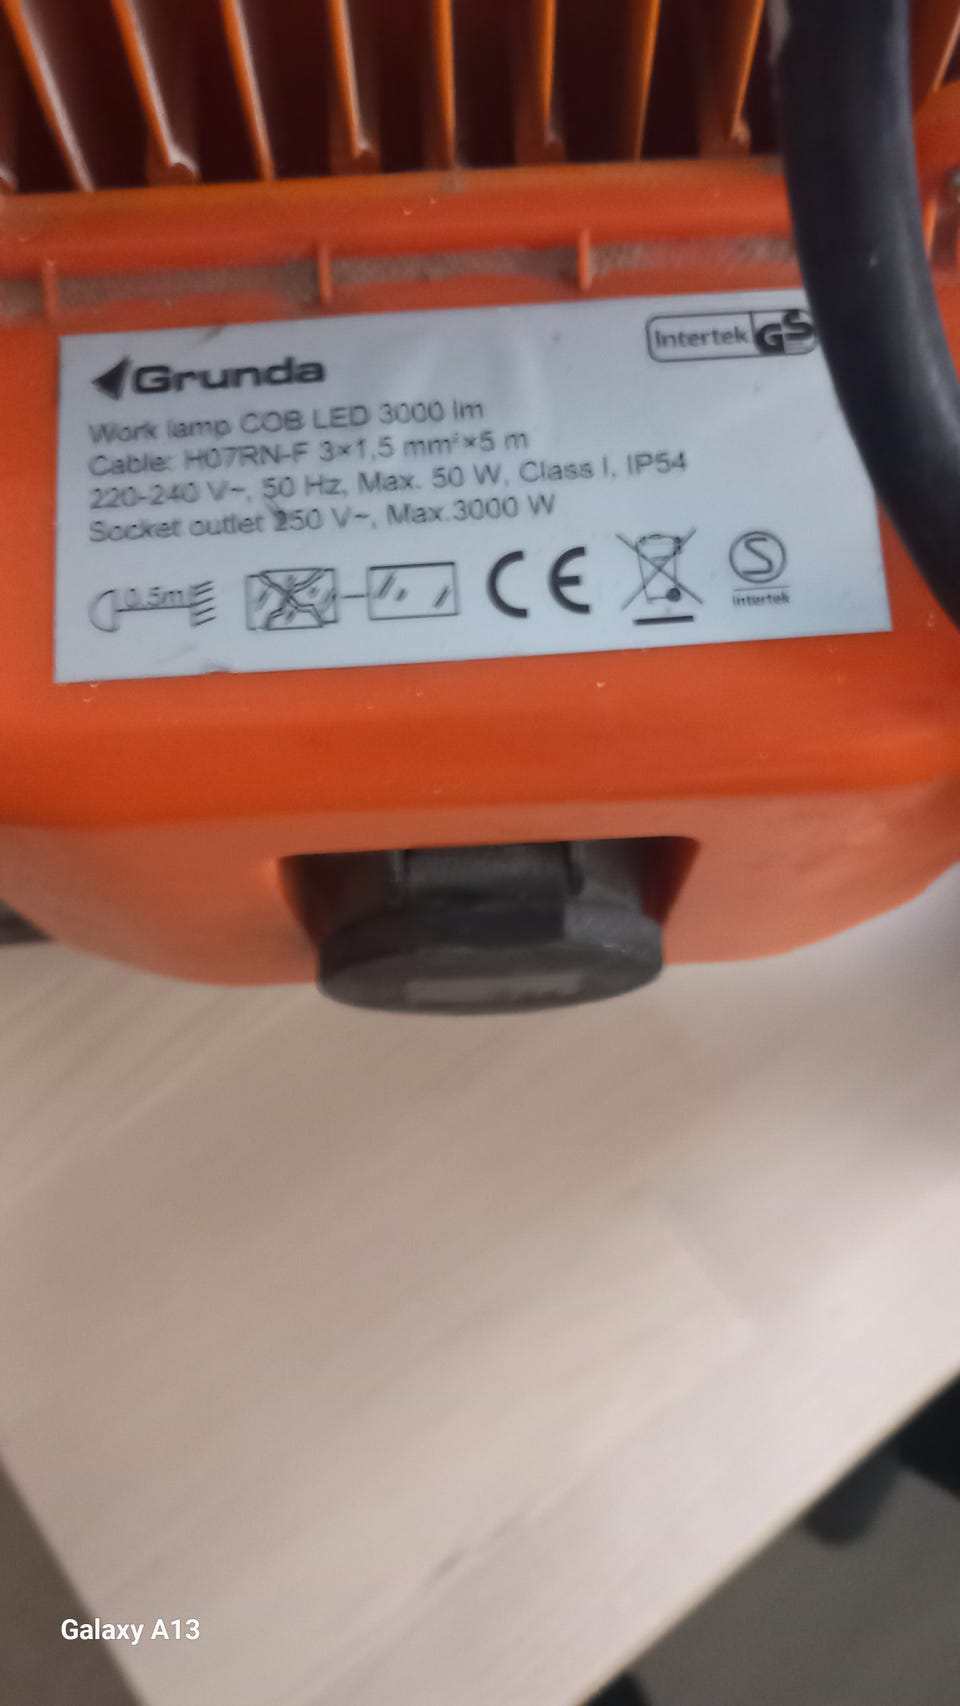 Grunda
Intertek GS
Work lamp COB LED 3000 lm
Cable: H07RN-F 3×1,5 mm²×5 m
220-240 V~, 50 Hz, Max. 50 W, Class I, IP54
Socket outlet 250 V~, Max.3000 W
0.5m
CE
S
Intertek
Galaxy A13